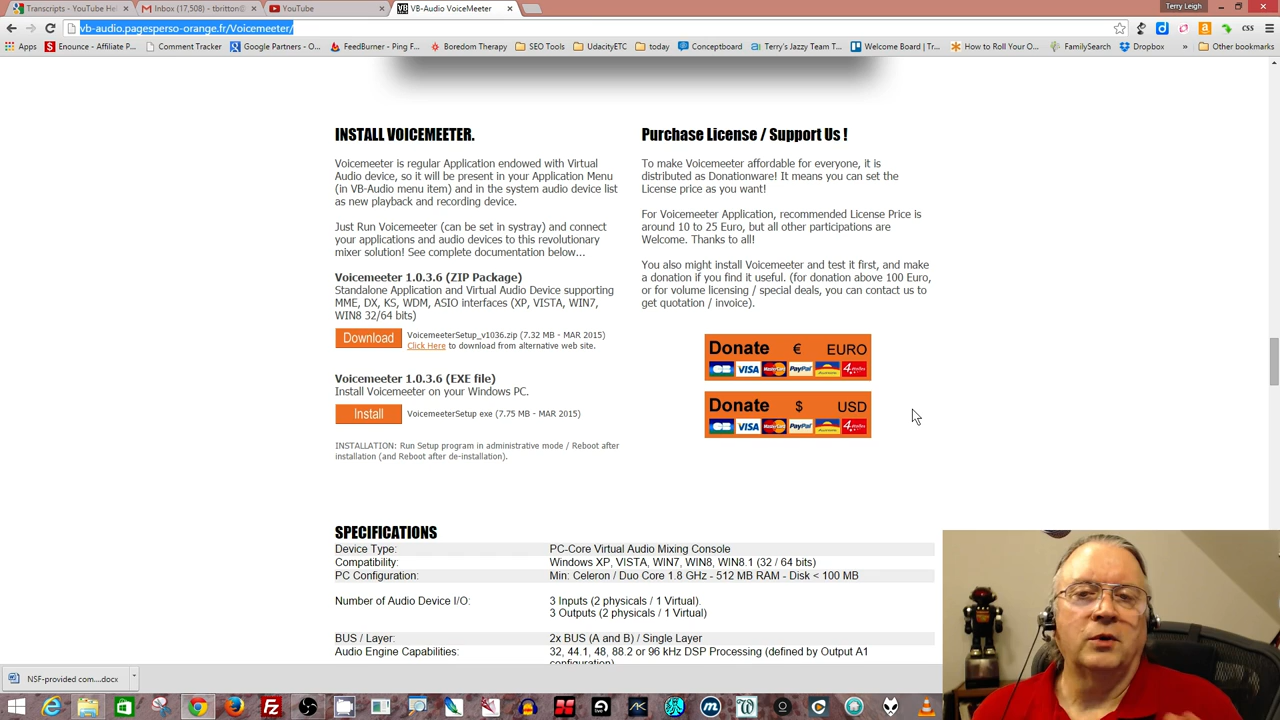 Transcripts - YouTube He
Inbox (17,508) - tbritton@
YouTube
VB-Audio VoiceMeeter
Terry Leigh
vb-audio.pagesperso-orange.fr/Voicemeeter/
Apps
Enounce - Affiliate P...
Comment Tracker
Google Partners - O...
FeedBurner - Ping F...
Boredom Therapy
SEO Tools
UdacityETC
today
Conceptboard
Terry's Jazzy Team T...
Welcome Board | Tr...
How to Roll Your O...
FamilySearch
Dropbox
Other bookmarks
INSTALL VOICEMEETER.
Voicemeeter is regular Application endowed with Virtual
Audio device, so it will be present in your Application Menu
(in VB-Audio menu item) and in the system audio device list
as new playback and recording device.
Just Run Voicemeeter (can be set in systray) and connect
your applications and audio devices to this revolutionary
mixer solution! See complete documentation below...
Voicemeeter 1.0.3.6 (ZIP Package)
Standalone Application and Virtual Audio Device supporting
MME, DX, KS, WDM, ASIO interfaces (XP, VISTA, WIN7,
WIN8 32/64 bits)
Download
VoicemeeterSetup_v1036.zip (7.32 MB - MAR 2015)
Click Here to download from alternative web site.
Voicemeeter 1.0.3.6 (EXE file)
Install Voicemeeter on your Windows PC.
Install
VoicemeeterSetup exe (7.75 MB - MAR 2015)
INSTALLATION: Run Setup program in administrative mode / Reboot after
installation (and Reboot after de-installation).
Purchase License / Support Us !
To make Voicemeeter affordable for everyone, it is
distributed as Donationware! It means you can set the
License price as you want!
For Voicemeeter Application, recommended License Price is
around 10 to 25 Euro, but all other participations are
Welcome. Thanks to all!
You also might install Voicemeeter and test it first, and make
a donation if you find it useful. (for donation above 100 Euro,
or for volume licensing / special deals, you can contact us to
get quotation / invoice).
Donate € EURO
VISA MasterCard PayPal
Donate $ USD
VISA MasterCard PayPal
SPECIFICATIONS
Device Type: PC-Core Virtual Audio Mixing Console
Compatibility: Windows XP, VISTA, WIN7, WIN8, WIN8.1 (32 / 64 bits)
PC Configuration: Min: Celeron / Duo Core 1.8 GHz - 512 MB RAM - Disk < 100 MB
Number of Audio Device I/O: 3 Inputs (2 physicals / 1 Virtual).
3 Outputs (2 physicals / 1 Virtual)
BUS / Layer: 2x BUS (A and B) / Single Layer
Audio Engine Capabilities: 32, 44.1, 48, 88.2 or 96 kHz DSP Processing (defined by Output A1
configuration)
NSF-provided com....docx